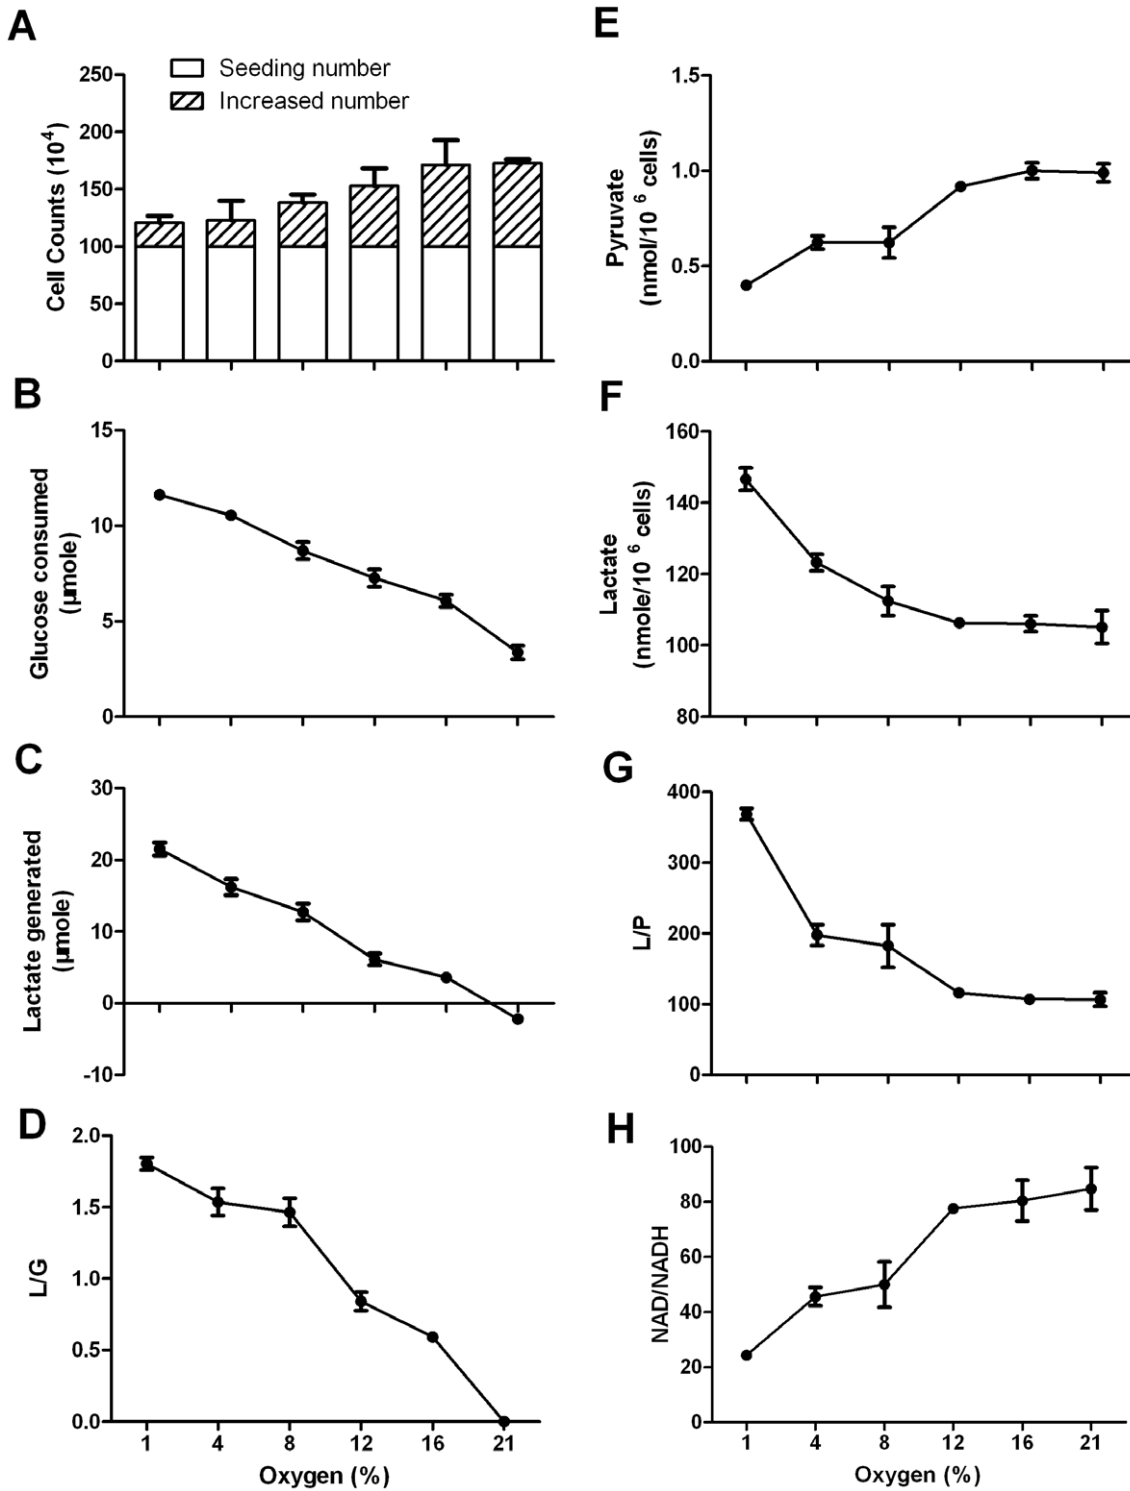 A
Seeding number
Increased number
250
200
150
100
50
0
Cell Counts (10⁴)
B
15
10
5
0
Glucose consumed
(µmole)
C
30
20
10
0
-10
Lactate generated
(µmole)
D
2.0
1.5
1.0
0.5
0.0
L/G
1 4 8 12 16 21
Oxygen (%)
E
1.5
1.0
0.5
0.0
Pyruvate
(nmol/10 ⁶ cells)
F
160
140
120
100
80
Lactate
(nmole/10 ⁶ cells)
G
400
300
200
100
0
L/P
H
100
80
60
40
20
0
NAD/NADH
1 4 8 12 16 21
Oxygen (%)